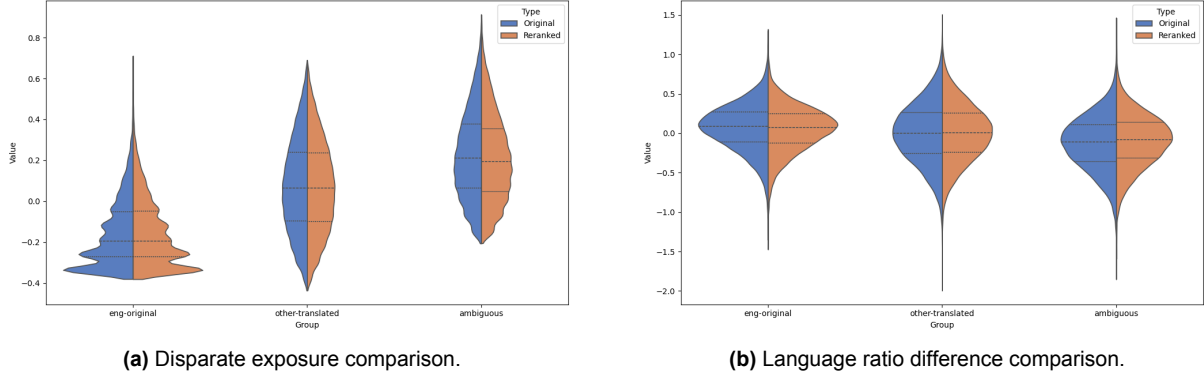 Type
Original
Reranked
0.8
0.6
0.4
0.2
0.0
−0.2
−0.4
Value
eng-original
other-translated
ambiguous
Group
(a) Disparate exposure comparison.
Type
Original
Reranked
1.5
1.0
0.5
0.0
−0.5
−1.0
−1.5
−2.0
Value
eng-original
other-translated
ambiguous
Group
(b) Language ratio difference comparison.